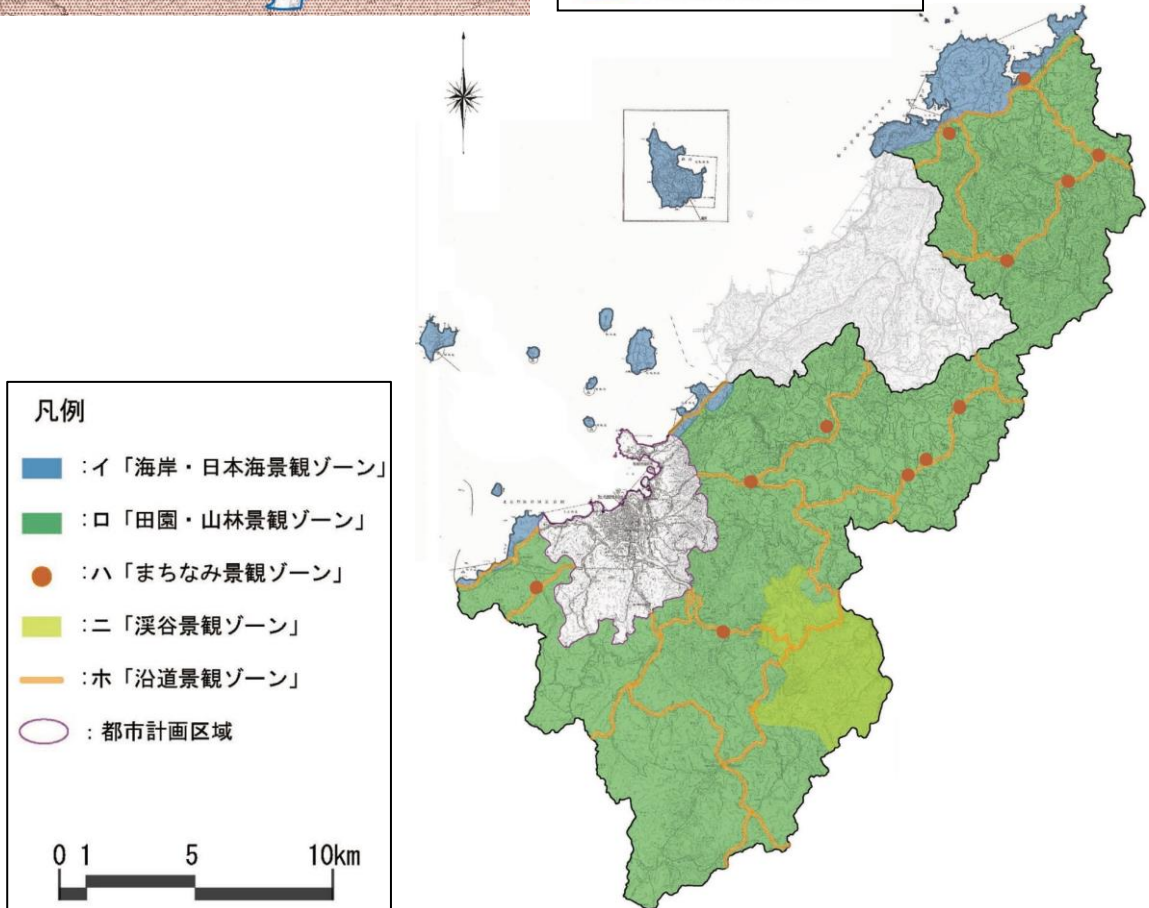 凡例
:イ「海岸・日本海景観ゾーン」
:ロ「田園・山林景観ゾーン」
:ハ「まちなみ景観ゾーン」
:ニ「渓谷景観ゾーン」
:ホ「沿道景観ゾーン」
:都市計画区域
0 1 5 10km